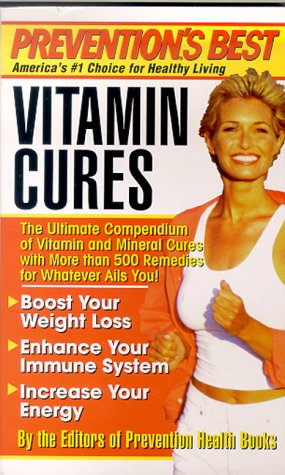 PREVENTION'S BEST
America's #1 Choice for Healthy Living
VITAMIN
CURES
The Ultimate Compendium
of Vitamin and Mineral Cures
with More than 500 Remedies
for Whatever Ails You!
Boost Your
Weight Loss
Enhance Your
Immune System
Increase Your
Energy
By the Editors of Prevention Health Books